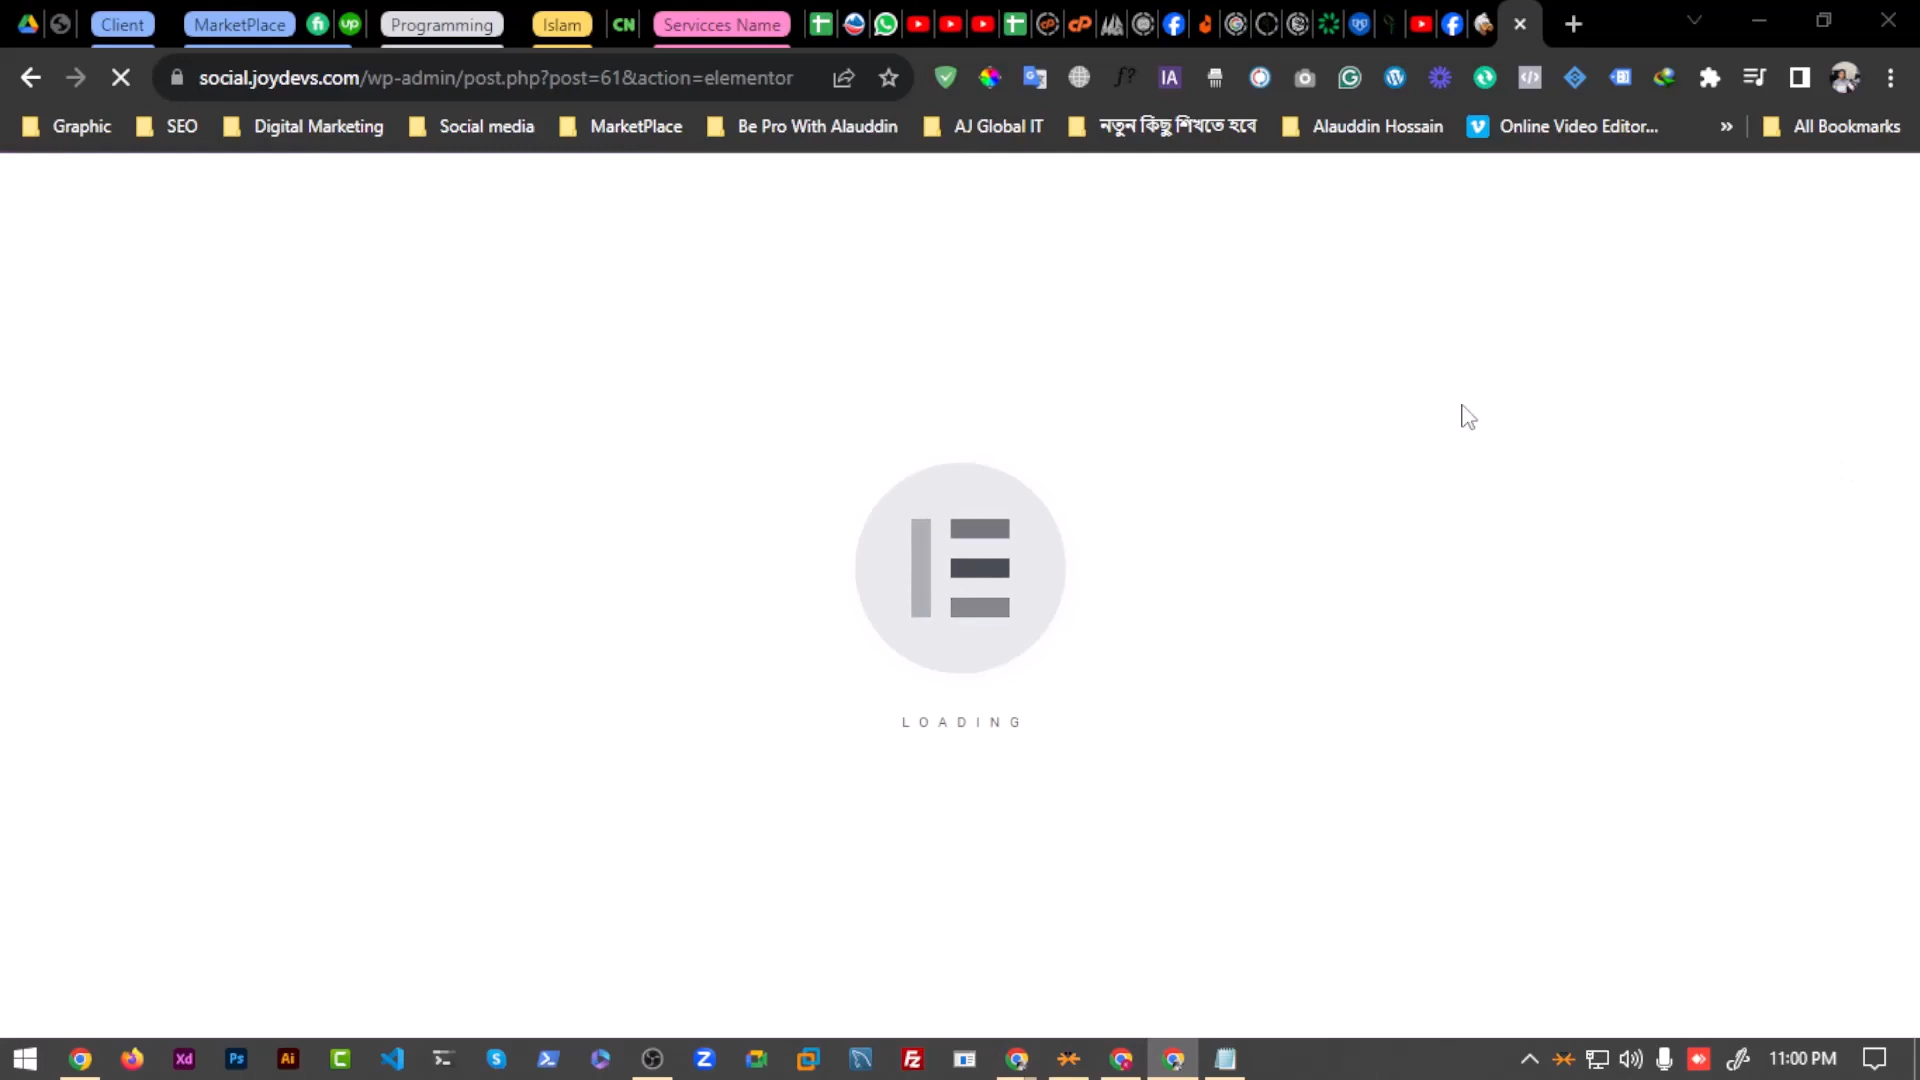 Client MarketPlace Programming Islam CN Servicces Name
social.joydevs.com/wp-admin/post.php?post=61&action=elementor
Graphic SEO Digital Marketing Social media MarketPlace Be Pro With Alauddin AJ Global IT নতুন কিছু শিখতে হবে Alauddin Hossain Online Video Editor... » All Bookmarks
LOADING
11:00 PM